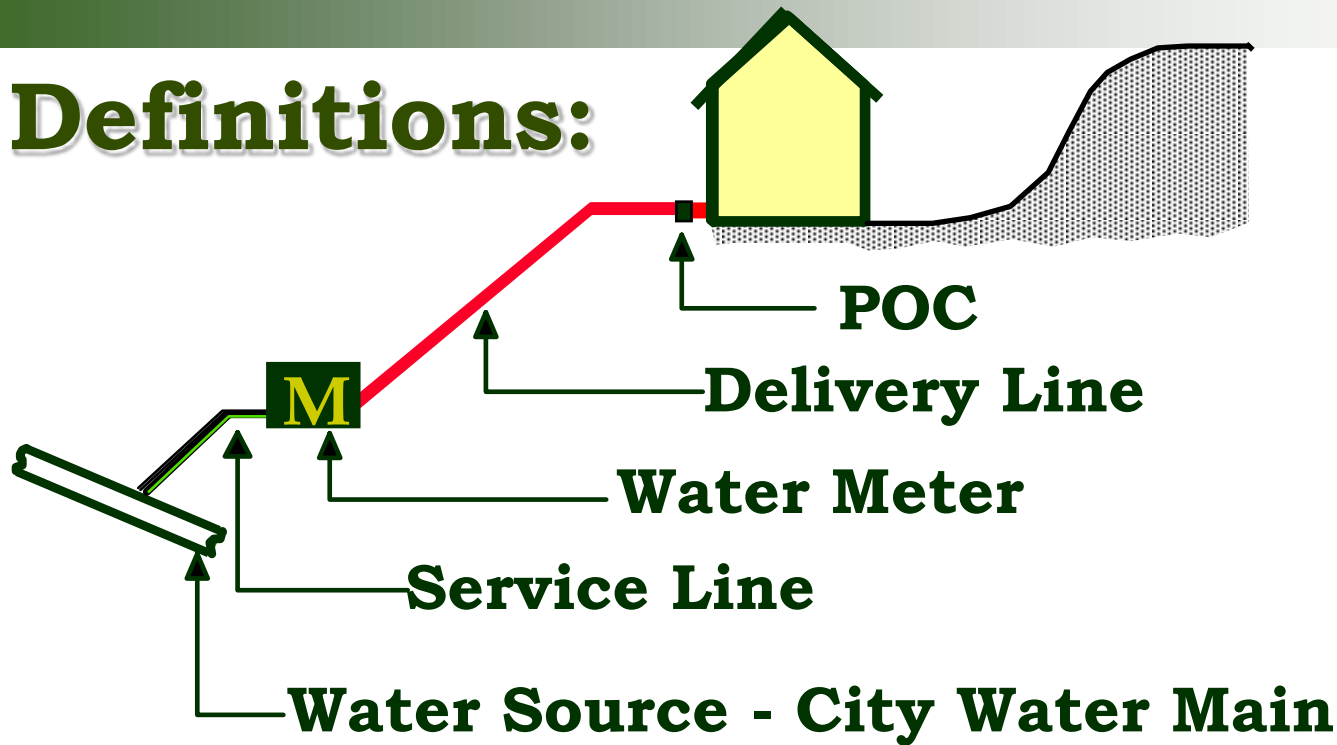 Definitions:
POC
Delivery Line
M
Water Meter
Service Line
Water Source - City Water Main